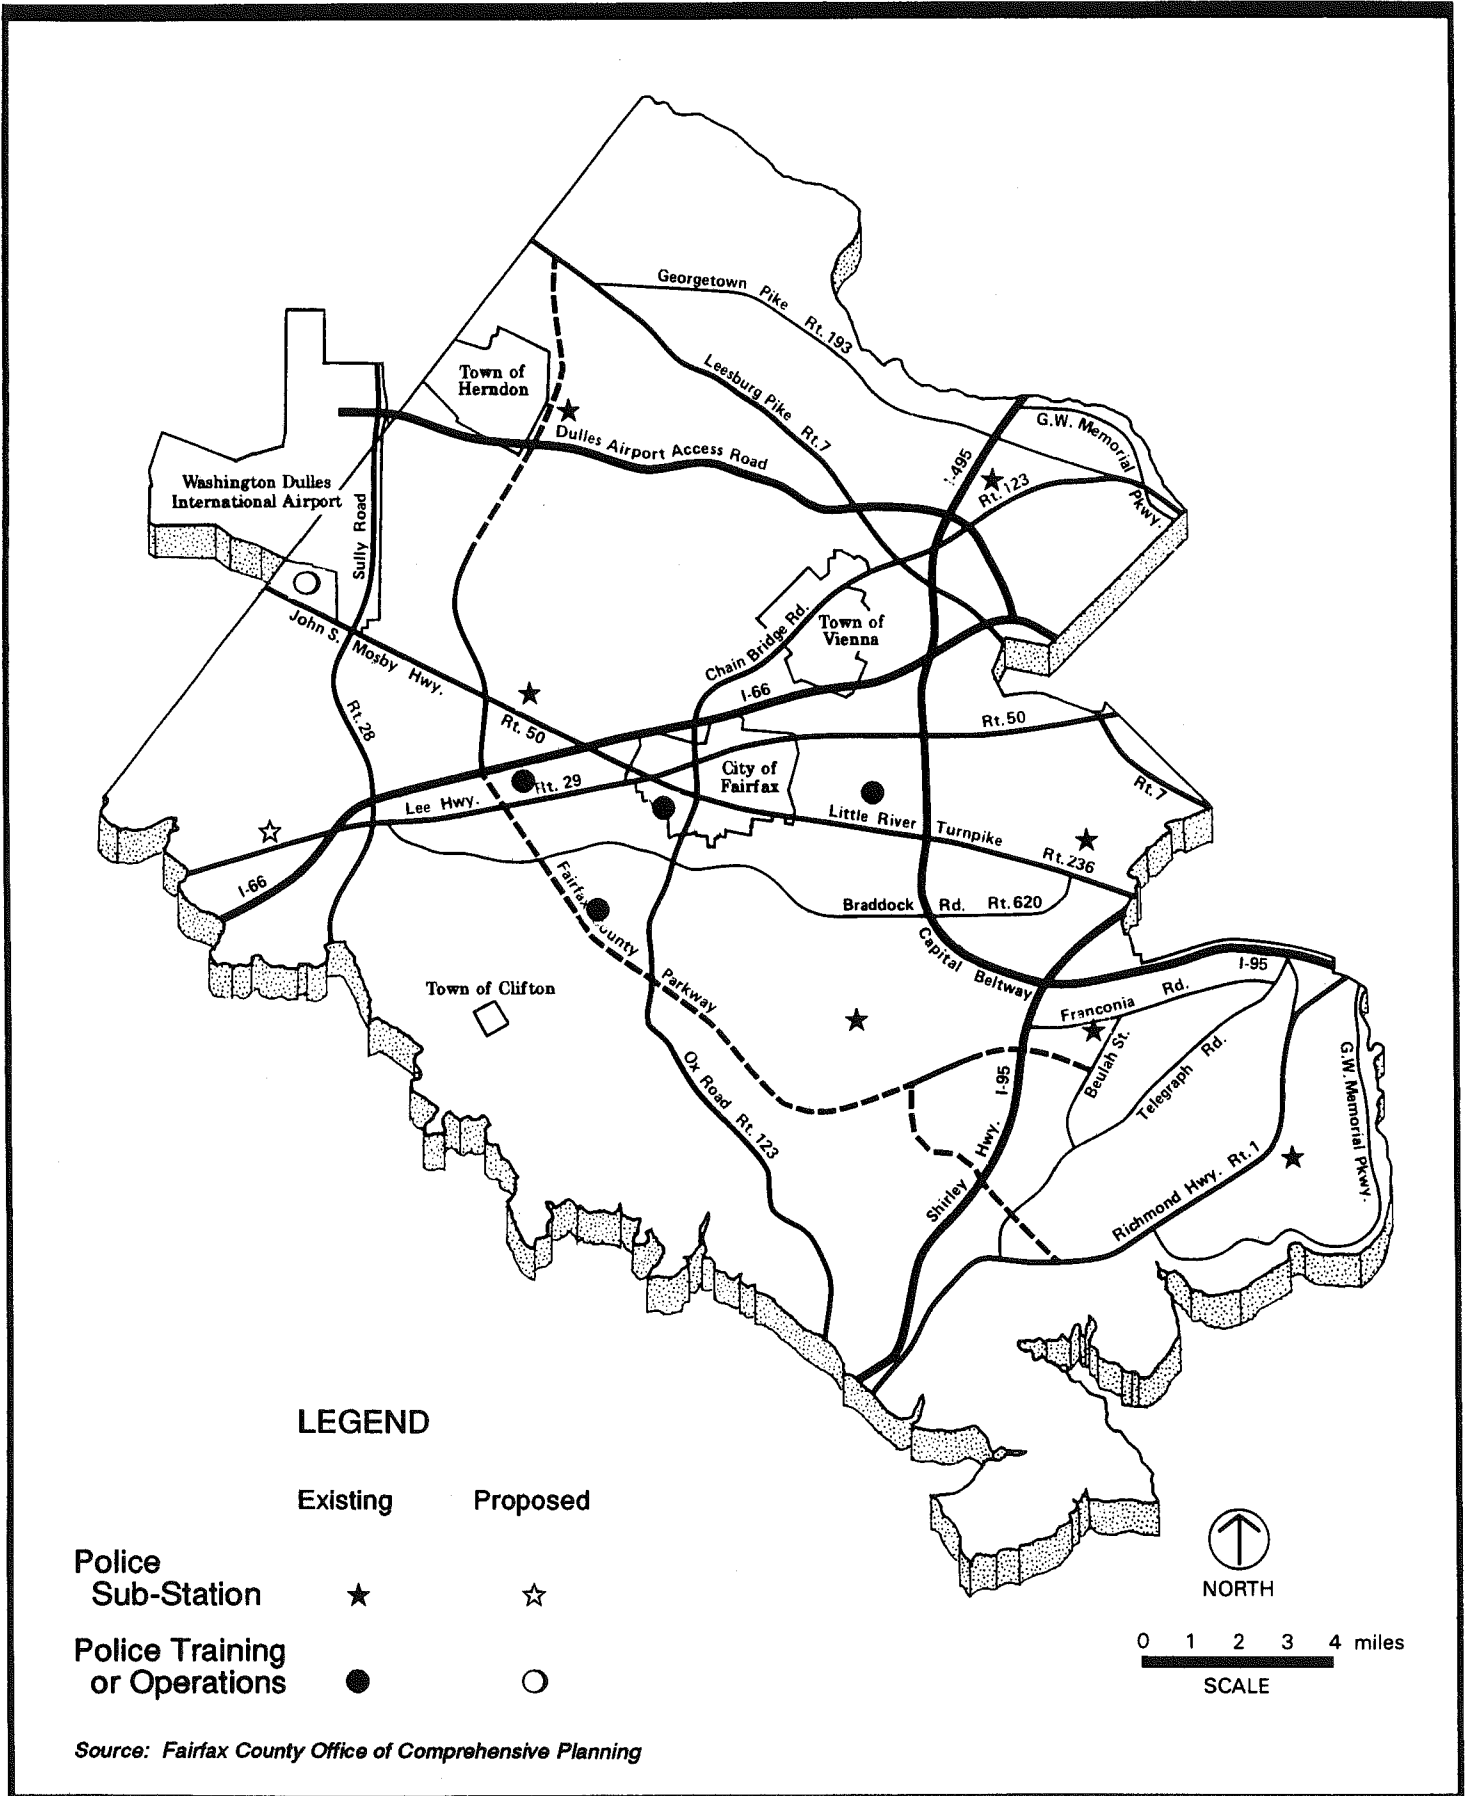 Georgetown Pike Rt. 193
Town of
Herndon
Leesburg Pike Rt.7
G.W. Memorial Pkwy.
Dulles Airport Access Road
I-495
Rt. 123
Washington Dulles
International Airport
Sully Road
John S. Mosby Hwy.
Chain Bridge Rd.
Town of
Vienna
I-66
Rt. 28
Rt. 50
Rt. 50
City of
Fairfax
Rt. 7
Lee Hwy. Rt. 29
Little River Turnpike Rt. 236
I-66
Fairfax County Parkway
Braddock Rd. Rt. 620
Capital Beltway
I-95
Town of Clifton
Franconia Rd.
Beulah St.
Telegraph Rd.
G.W. Memorial Pkwy.
Ox Road Rt. 123
I-95
Shirley Hwy.
Richmond Hwy. Rt. 1
LEGEND
Existing Proposed
Police
Sub-Station
Police Training
or Operations
NORTH
0 1 2 3 4 miles
SCALE
Source: Fairfax County Office of Comprehensive Planning